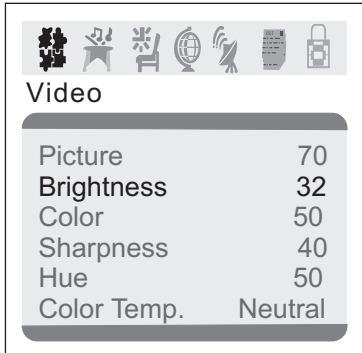 Video
Picture 70
Brightness 32
Color 50
Sharpness 40
Hue 50
Color Temp. Neutral